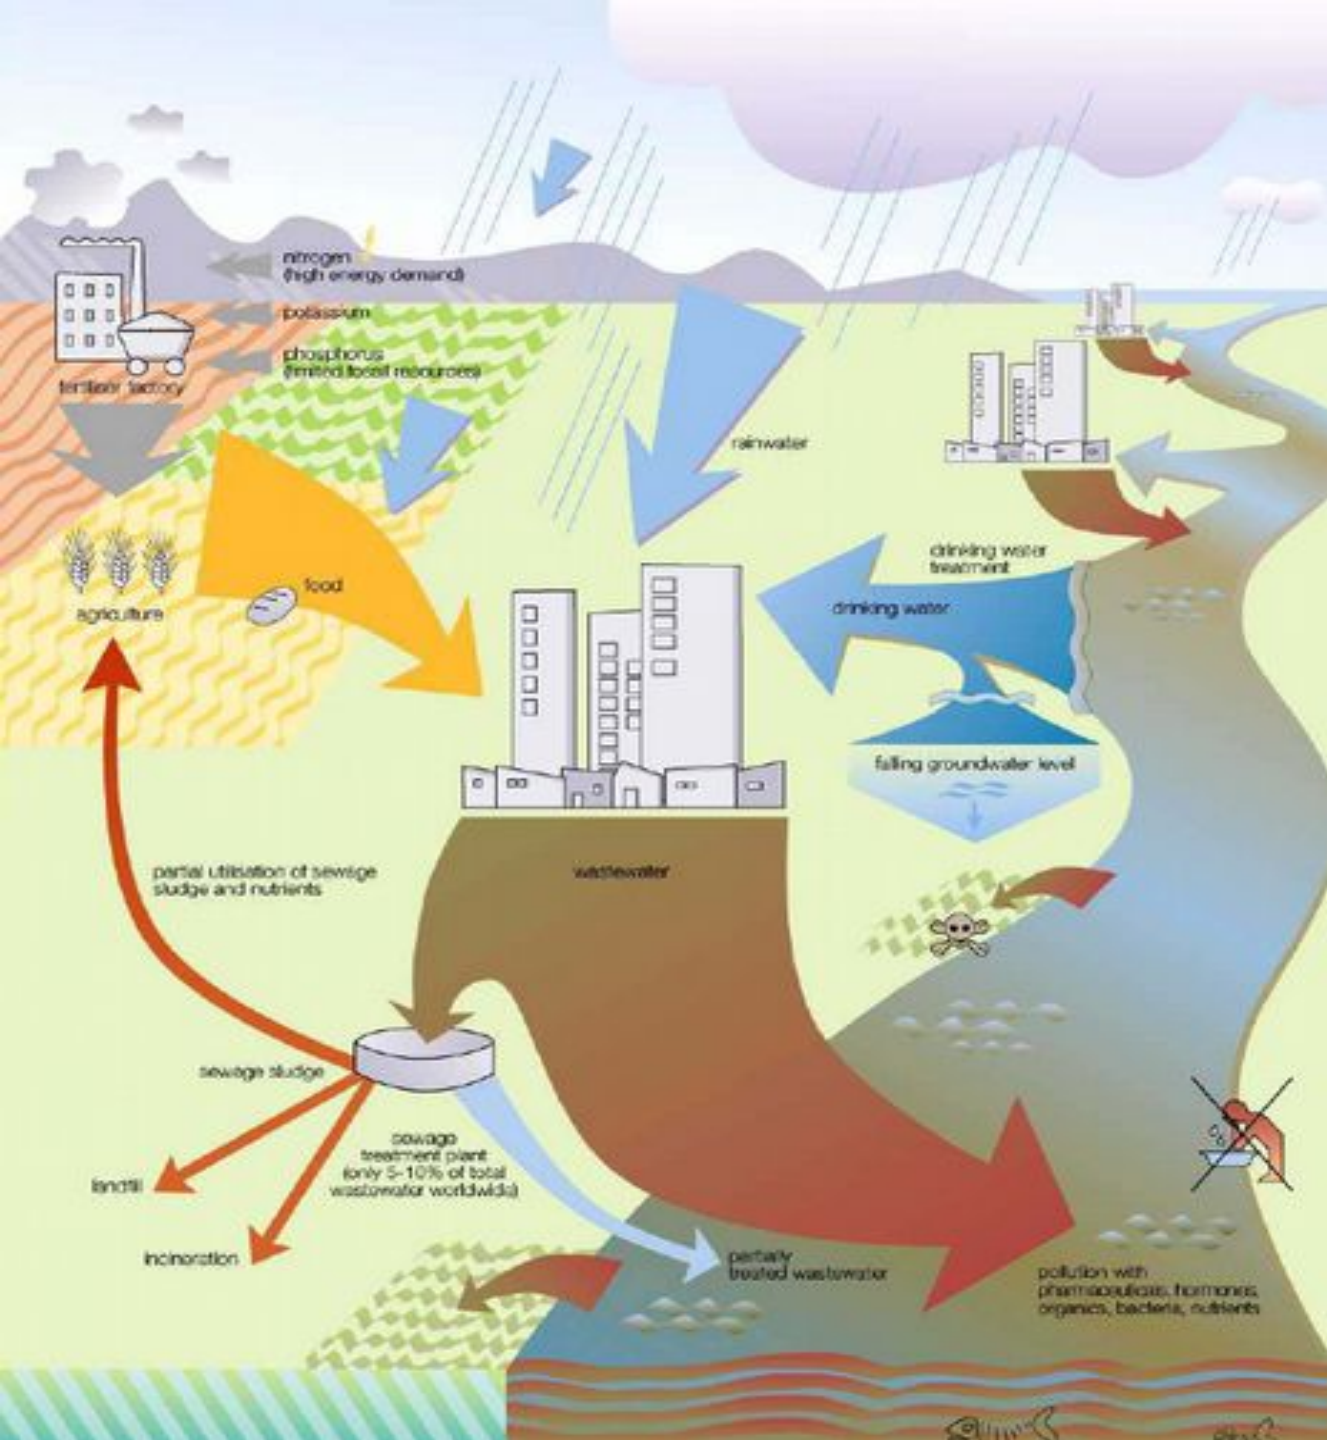 nitrogen
(high energy demand)
potassium
phosphorus
(limited fossil resources)
fertiliser factory
rainwater
drinking water
treatment
food
drinking water
agriculture
falling groundwater level
partial utilisation of sewage
sludge and nutrients
wastewater
sewage sludge
sewage
treatment plant
(only 5-10% of total
wastewater worldwide)
landfill
incineration
partially
treated wastewater
pollution with
pharmaceuticals, hormones,
organics, bacteria, nutrients